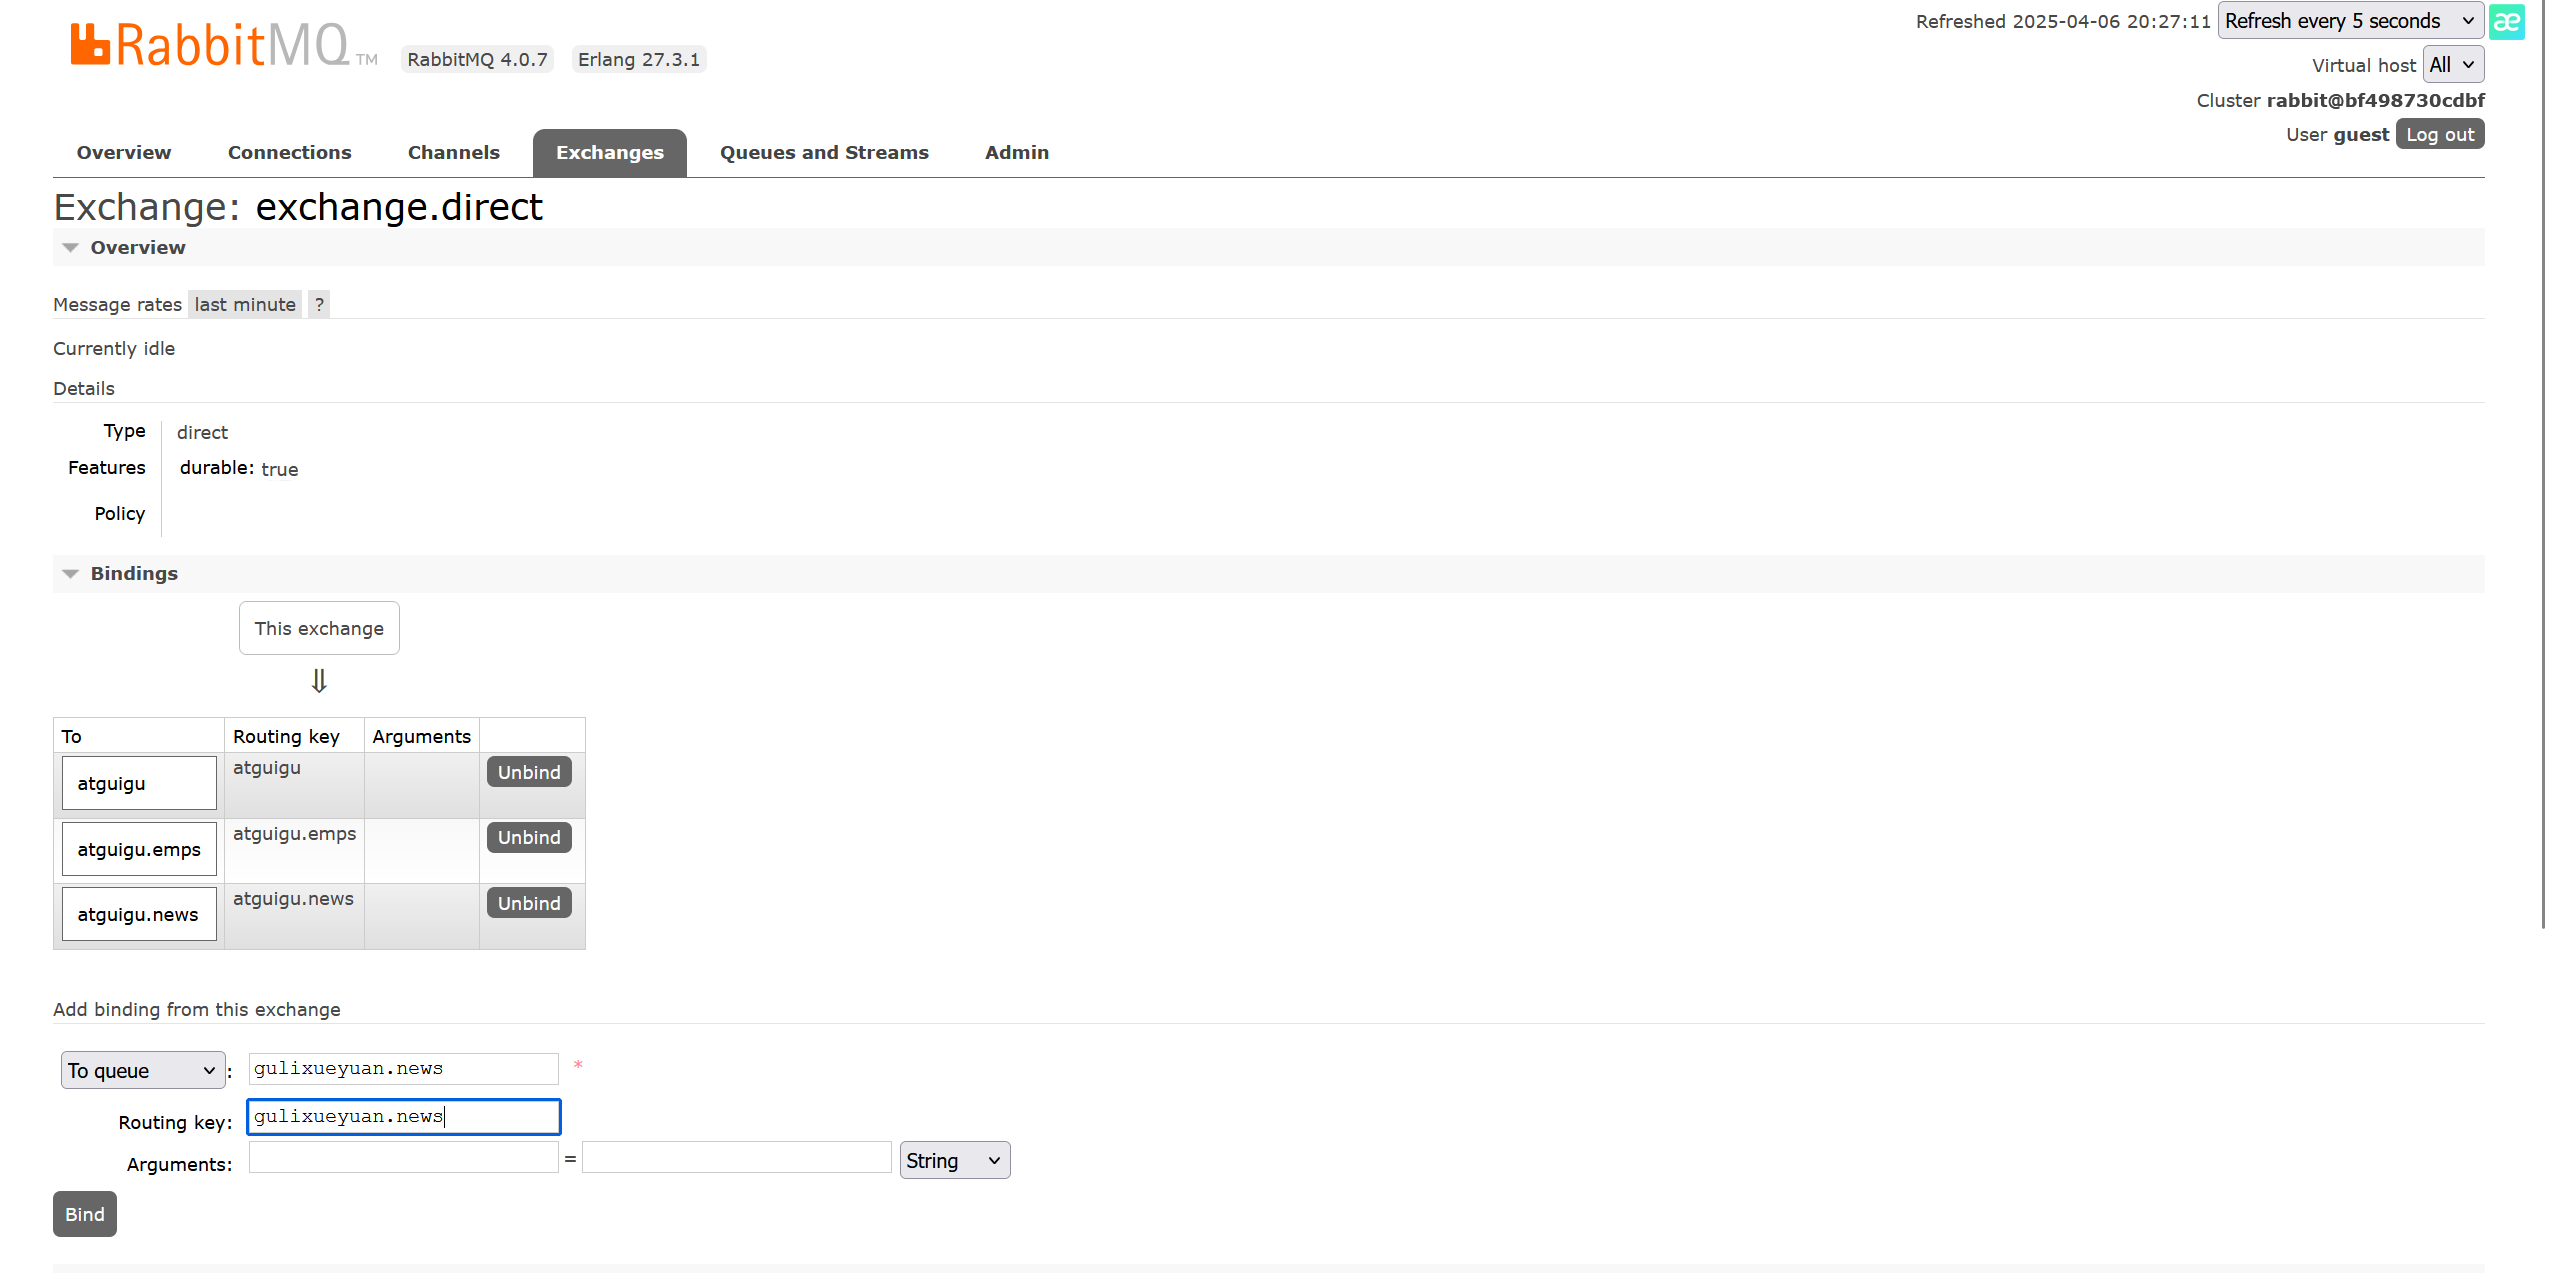 RabbitMQ™ RabbitMQ 4.0.7 Erlang 27.3.1
Refreshed 2025-04-06 20:27:11 Refresh every 5 seconds
æ
Virtual host All
Cluster rabbit@bf498730cdbf
User guest Log out
Overview Connections Channels Exchanges Queues and Streams Admin
Exchange: exchange.direct
Overview
Message rates last minute ?
Currently idle
Details
Type direct
Features durable: true
Policy
Bindings
This exchange
⇓
To Routing key Arguments
atguigu atguigu Unbind
atguigu.emps atguigu.emps Unbind
atguigu.news atguigu.news Unbind
Add binding from this exchange
To queue : gulixueyuan.news *
Routing key: gulixueyuan.news
Arguments: = String
Bind